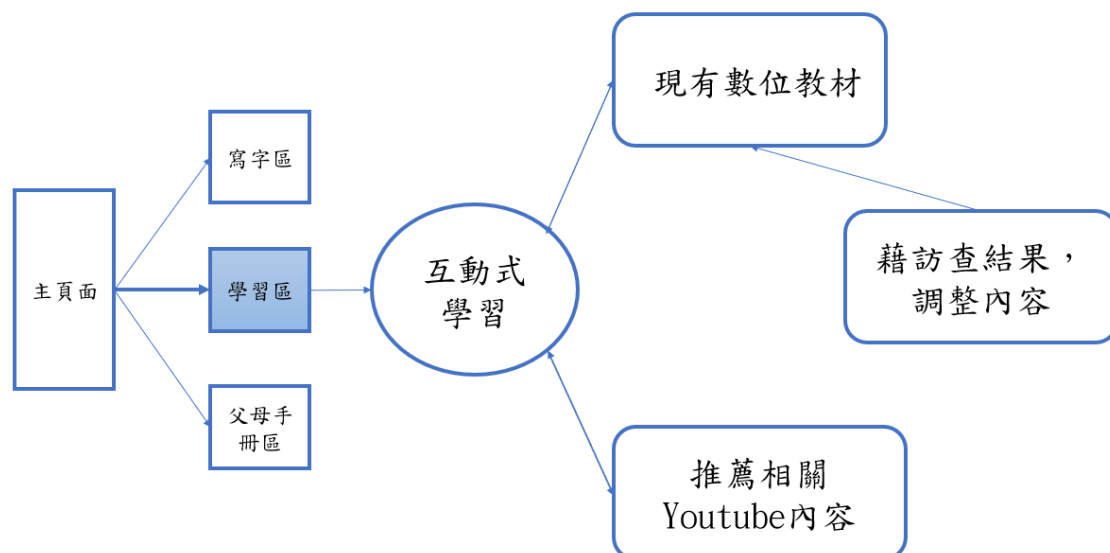 主頁面
寫字區
學習區
父母手
冊區
互動式
學習
現有數位教材
藉訪查結果，
調整內容
推薦相關
Youtube內容